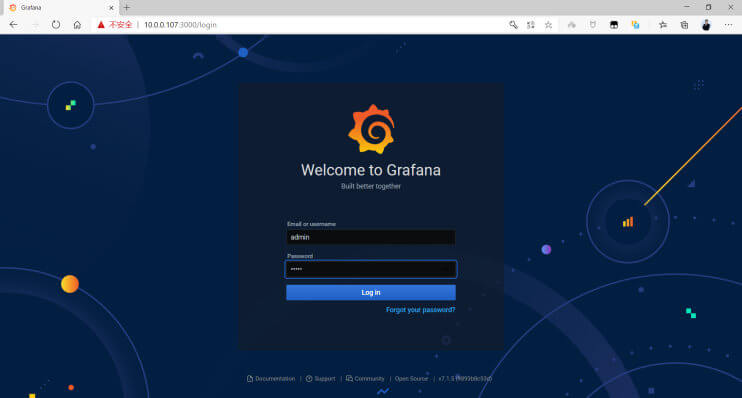 Grafana
不安全 10.0.0.107:3000/login
Welcome to Grafana
Built better together
Email or username
admin
Password
•••••
Log in
Forgot your password?
Documentation | Support | Community | Open Source | v7.1.5